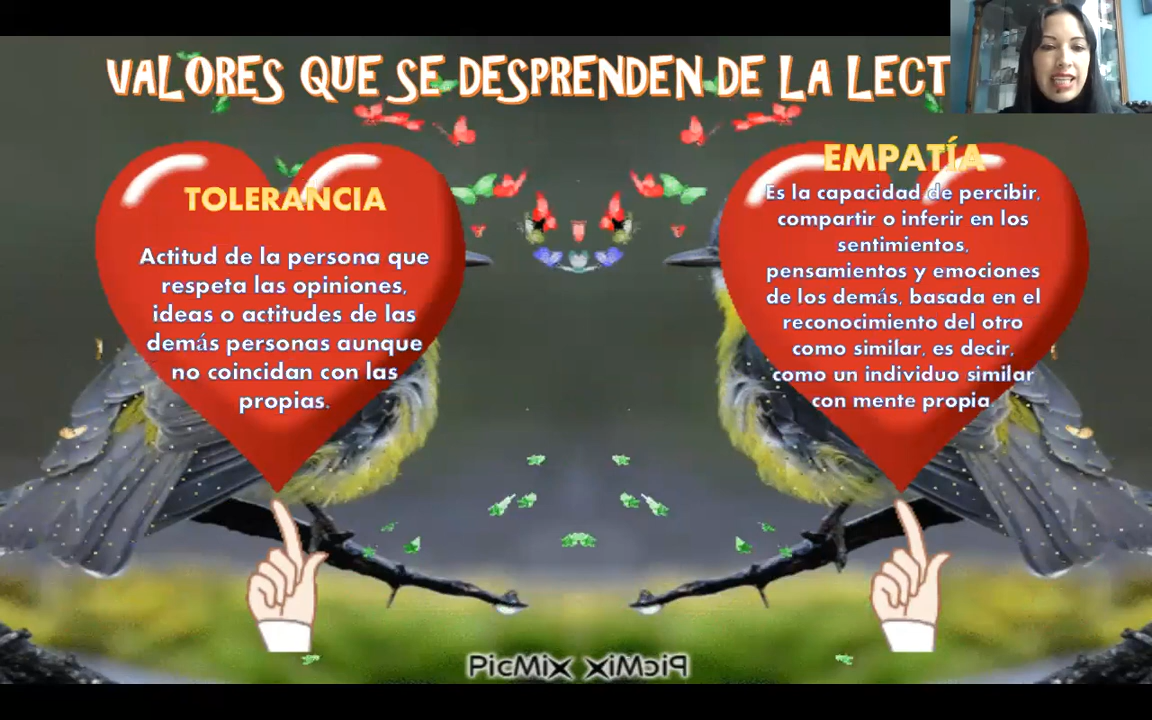 VALORES QUE SE DESPRENDEN DE LA LECT
TOLERANCIA
Actitud de la persona que
respeta las opiniones,
ideas o actitudes de las
demás personas aunque
no coincidan con las
propias.
EMPATÍA
Es la capacidad de percibir,
compartir o inferir en los
sentimientos,
pensamientos y emociones
de los demás, basada en el
reconocimiento del otro
como similar, es decir,
como un individuo similar
con mente propia.
PicMix PicMix